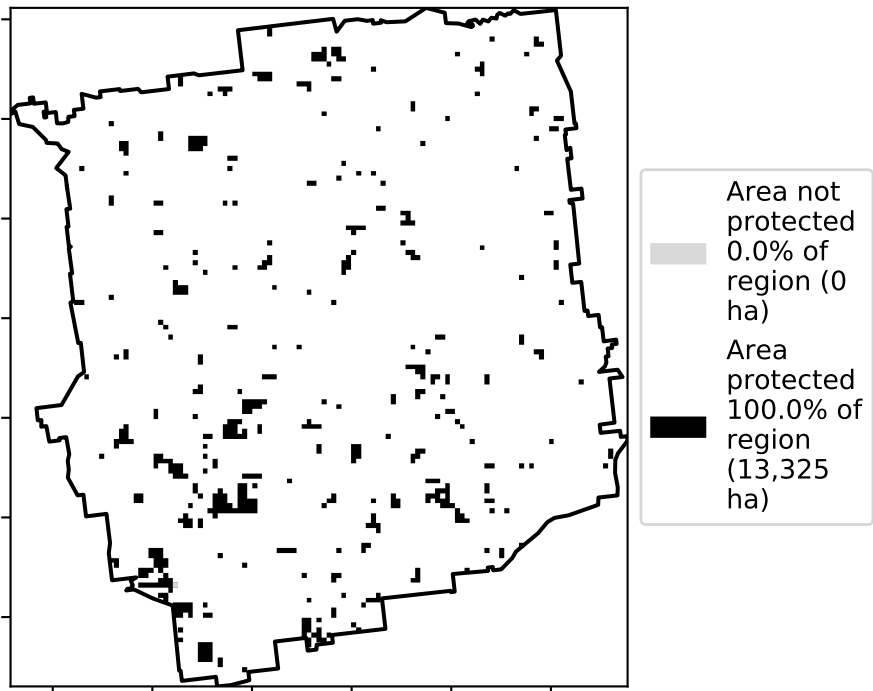 Area not
protected
0.0% of
region (0
ha)
Area
protected
100.0% of
region
(13,325
ha)